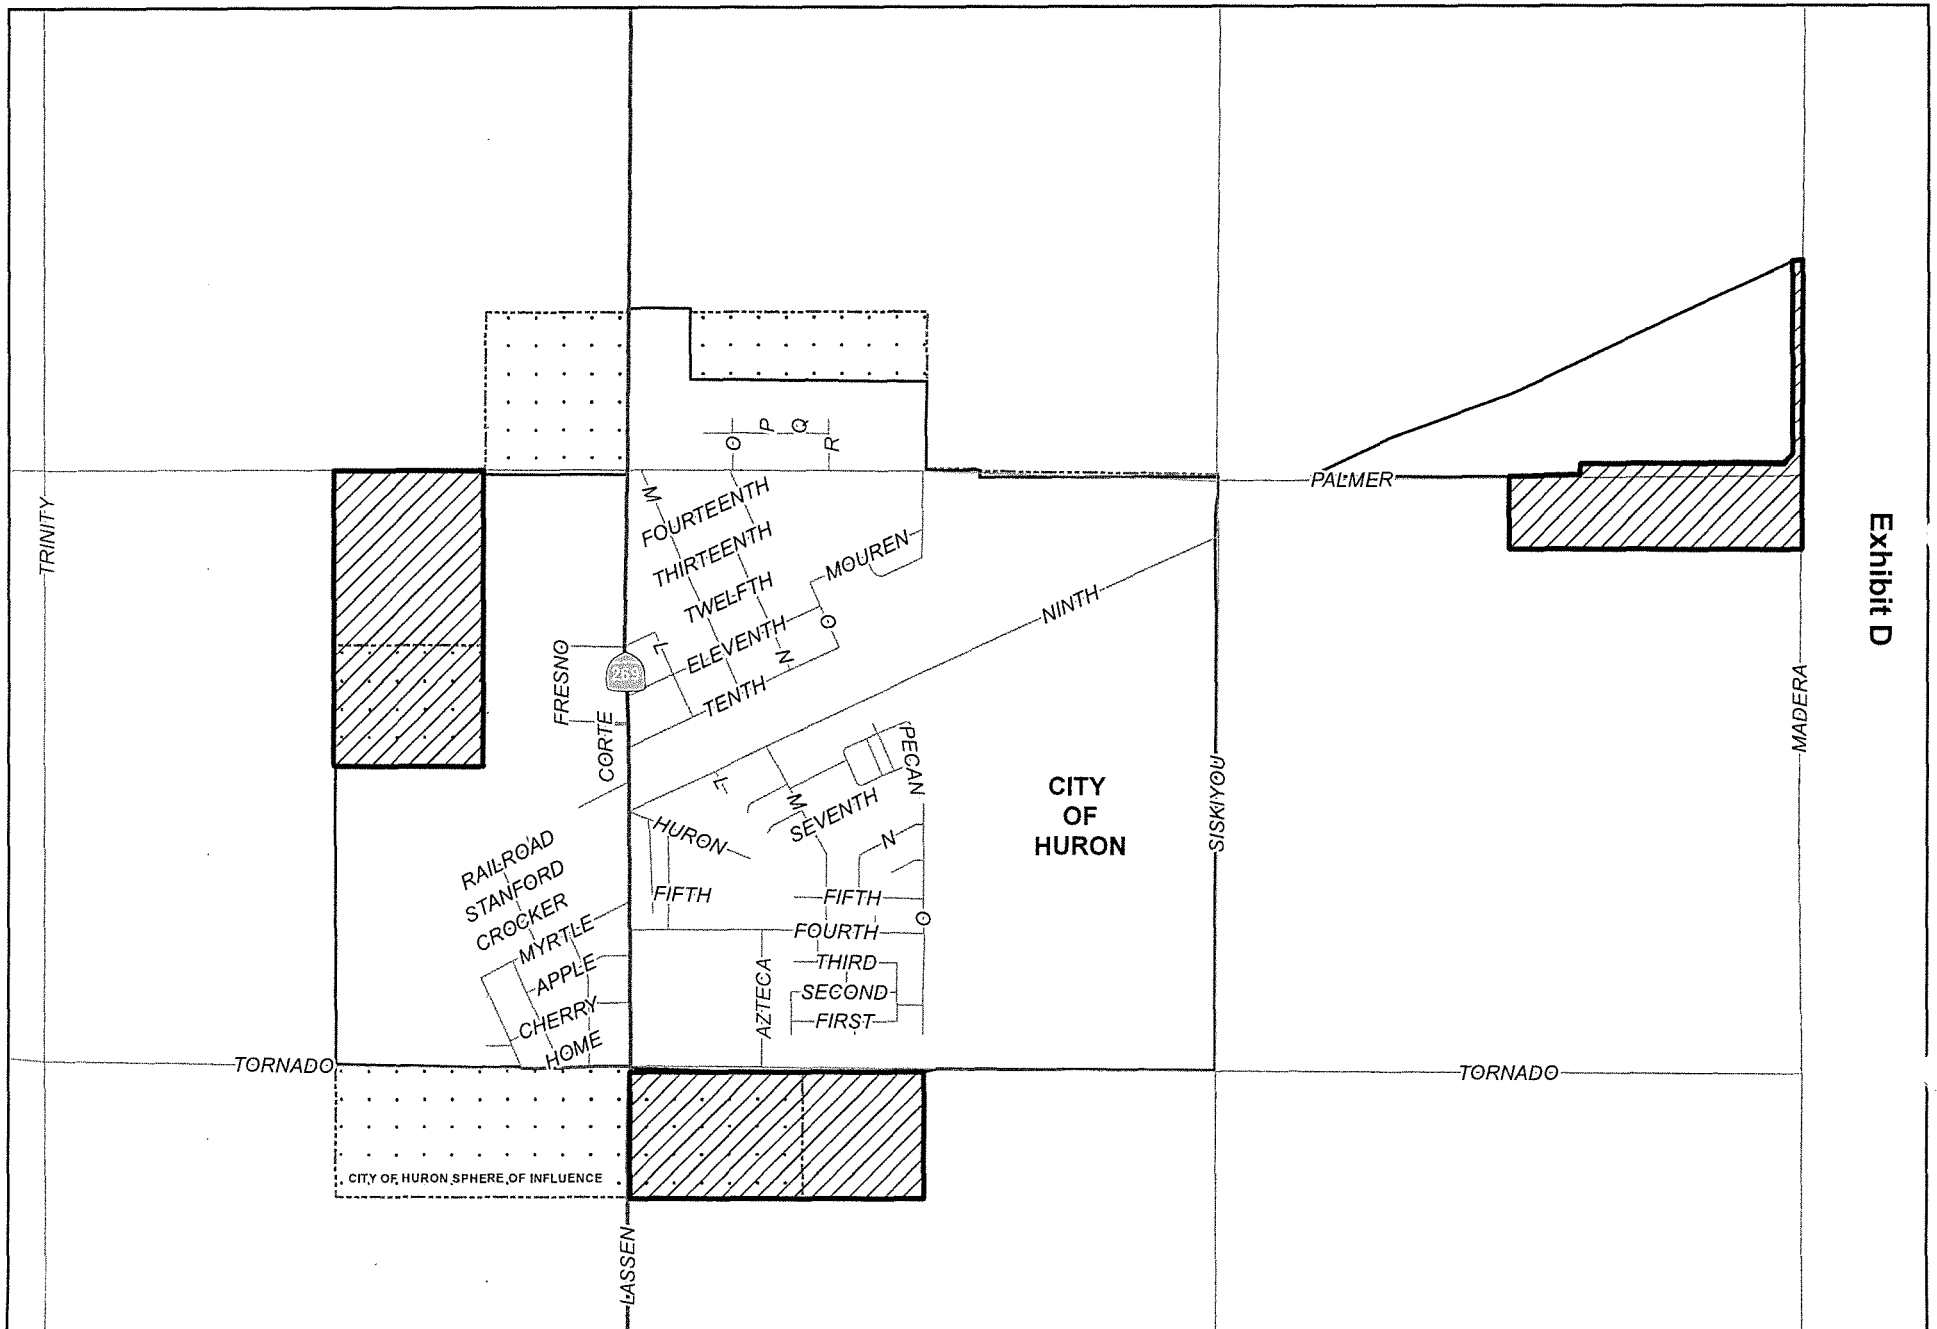 Exhibit D
P
Q
O
R
PALMER
TRINITY
M
FOURTEENTH
THIRTEENTH
MOUREN
TWELFTH
NINTH
O
ELEVENTH
L
N
FRESNO
269
TENTH
MADERA
CORTE
PECAN
L
M
SEVENTH
CITY
OF
HURON
SISKIYOU
HURON
N
RAILROAD
STANFORD
FIFTH
FIFTH
CROCKER
O
MYRTLE
FOURTH
APPLE
THIRD
AZTECA
SECOND
CHERRY
FIRST
HOME
TORNADO
TORNADO
CITY OF HURON SPHERE OF INFLUENCE
LASSEN